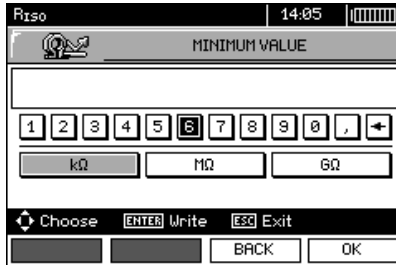 RISO 14:05
MINIMUM VALUE
1 2 3 4 5 6 7 8 9 0 ,
kΩ MΩ GΩ
Choose ENTER Write ESC Exit
BACK OK